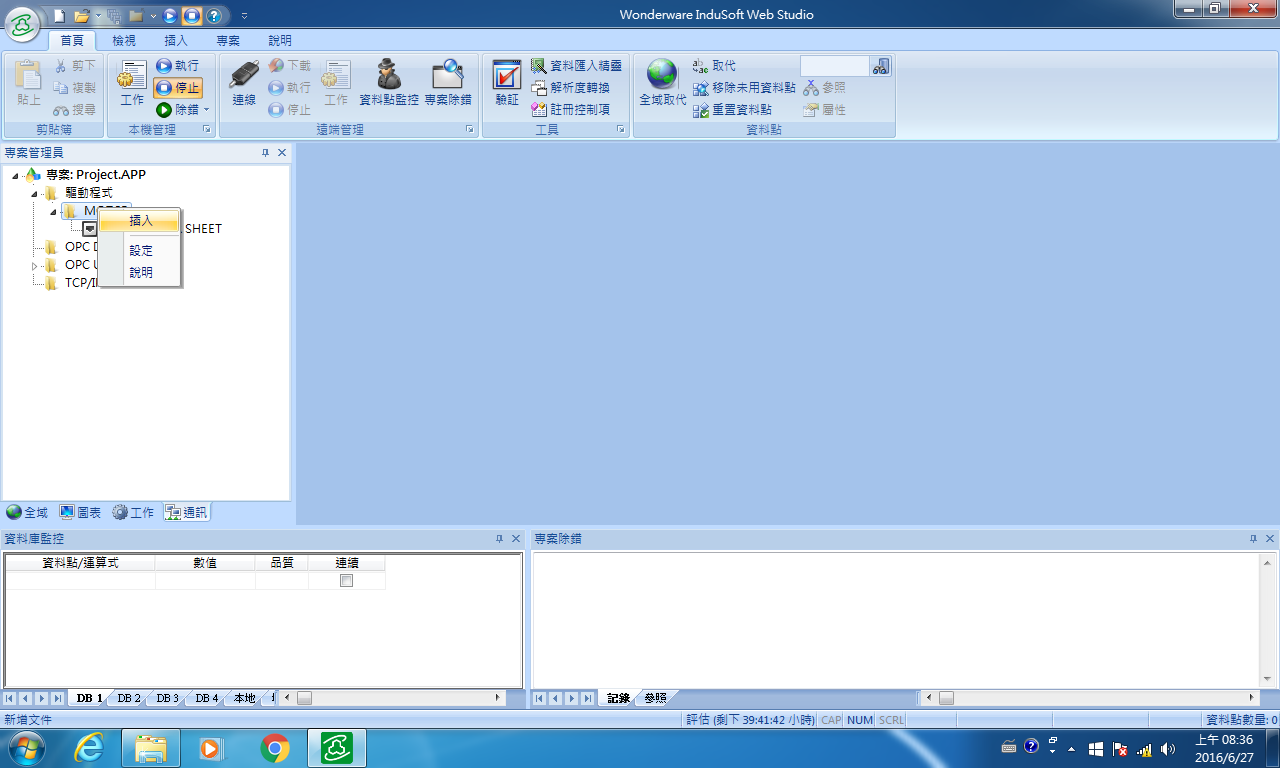 Wonderware InduSoft Web Studio
首頁 檢視 插入 專案 說明
貼上
剪下
複製
搜尋
剪貼簿
工作
執行
停止
除錯
本機管理
連線
下載
執行
停止
工作
資料點監控
專案除錯
遠端管理
驗証
資料匯入精靈
解析度轉換
註冊控制項
工具
全域取代
取代
移除未用資料點
重置資料點
參照
屬性
資料點
專案管理員
專案: Project.APP
驅動程式
插入
SHEET
OPC
設定
OPC
說明
全域 圖表 工作 通訊
資料庫監控
資料點/運算式 數值 品質 連續
DB 1 DB 2 DB 3 DB 4 本地
專案除錯
記錄 參照
新增文件
評估 (剩下 39:41:42 小時) CAP NUM SCRL
資料點數量: 0
上午 08:36
2016/6/27